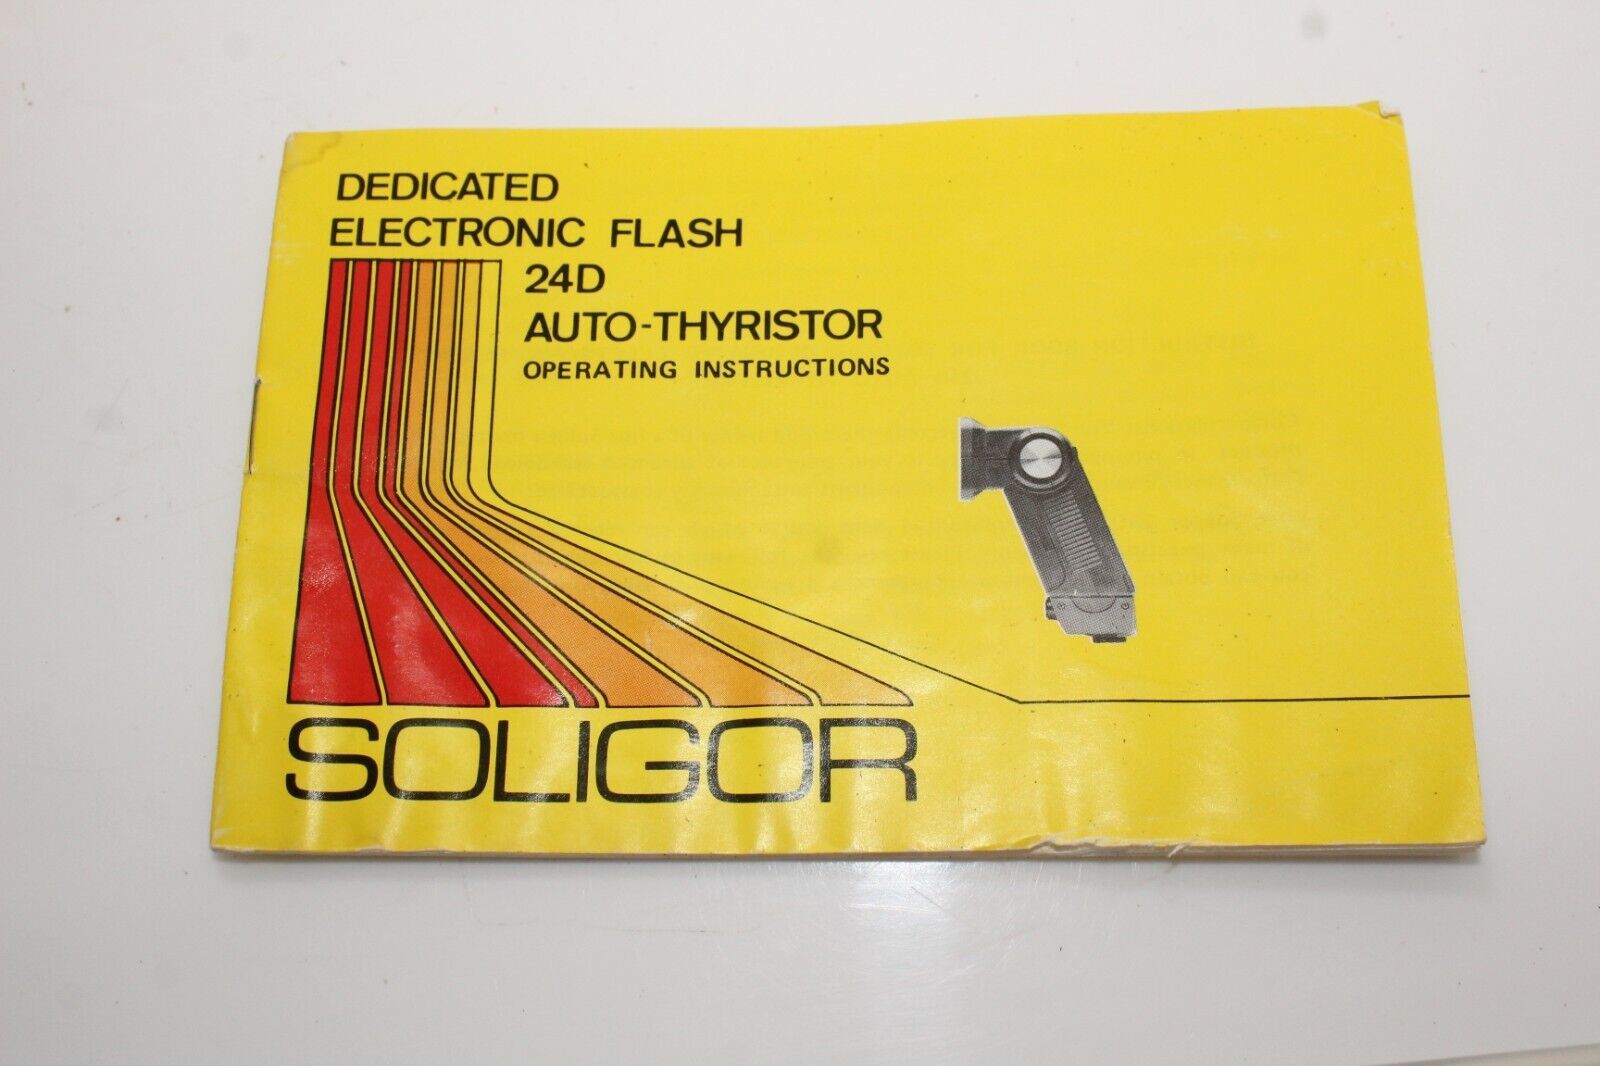 DEDICATED
ELECTRONIC FLASH
24D
AUTO-THYRISTOR
OPERATING INSTRUCTIONS
SOLIGOR